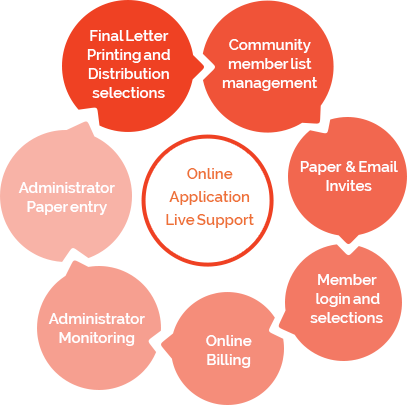 Final Letter
Printing and
Distribution
selections
Community
member list
management
Paper & Email
Invites
Member
login and
selections
Online
Billing
Administrator
Monitoring
Administrator
Paper entry
Online
Application
Live Support